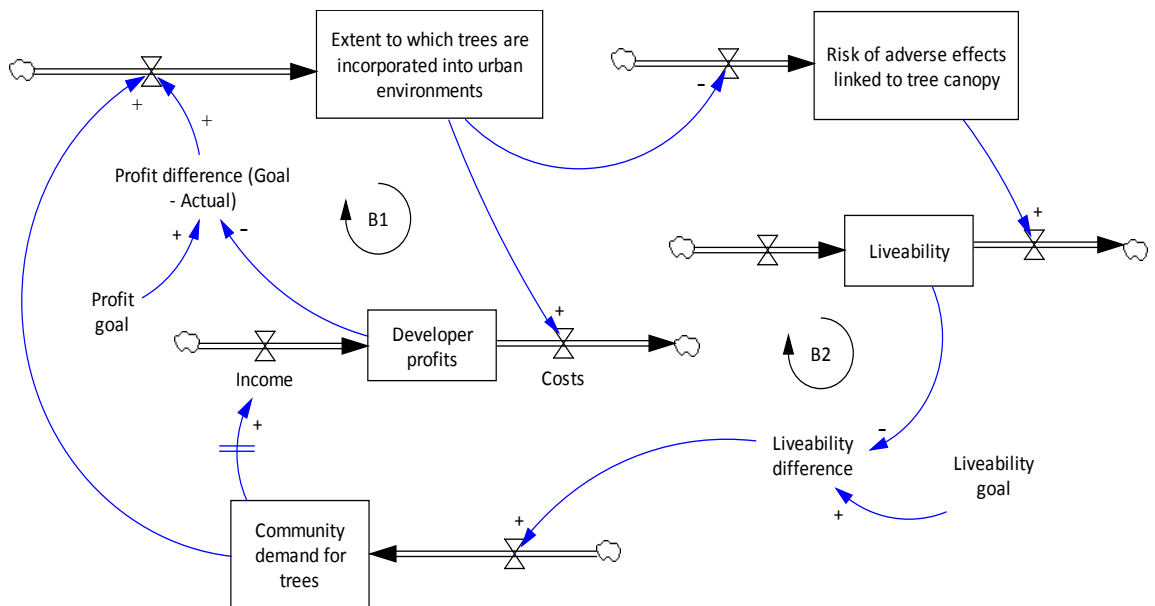 Extent to which trees are
incorporated into urban
environments
Risk of adverse effects
linked to tree canopy
-
+
+
Profit difference (Goal
- Actual)
B1
+
-
+
Liveability
Profit
goal
+
Developer
profits
B2
Income
Costs
+
-
Liveability
difference
Liveability
goal
+
+
Community
demand for
trees